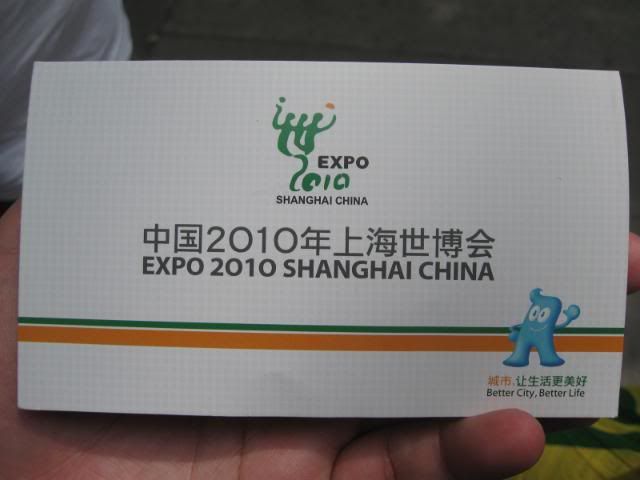 EXPO
2010
SHANGHAI CHINA
中国2010年上海世博会
EXPO 2010 SHANGHAI CHINA
城市,让生活更美好
Better City, Better Life